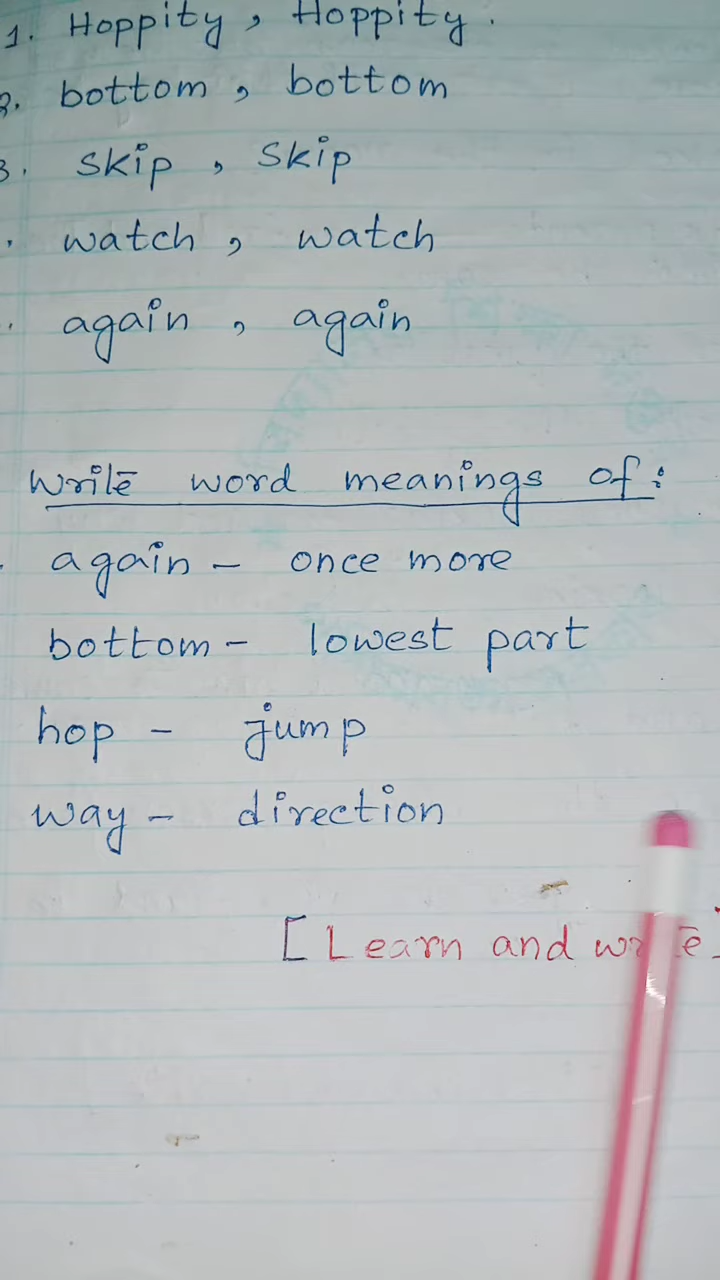 1. Hoppity, Hoppity.
2. bottom, bottom
3. skip, skip
. watch, watch
. again, again
Write word meanings of:
. again - once more
bottom - lowest part
hop - jump
way - direction
[Learn and write]